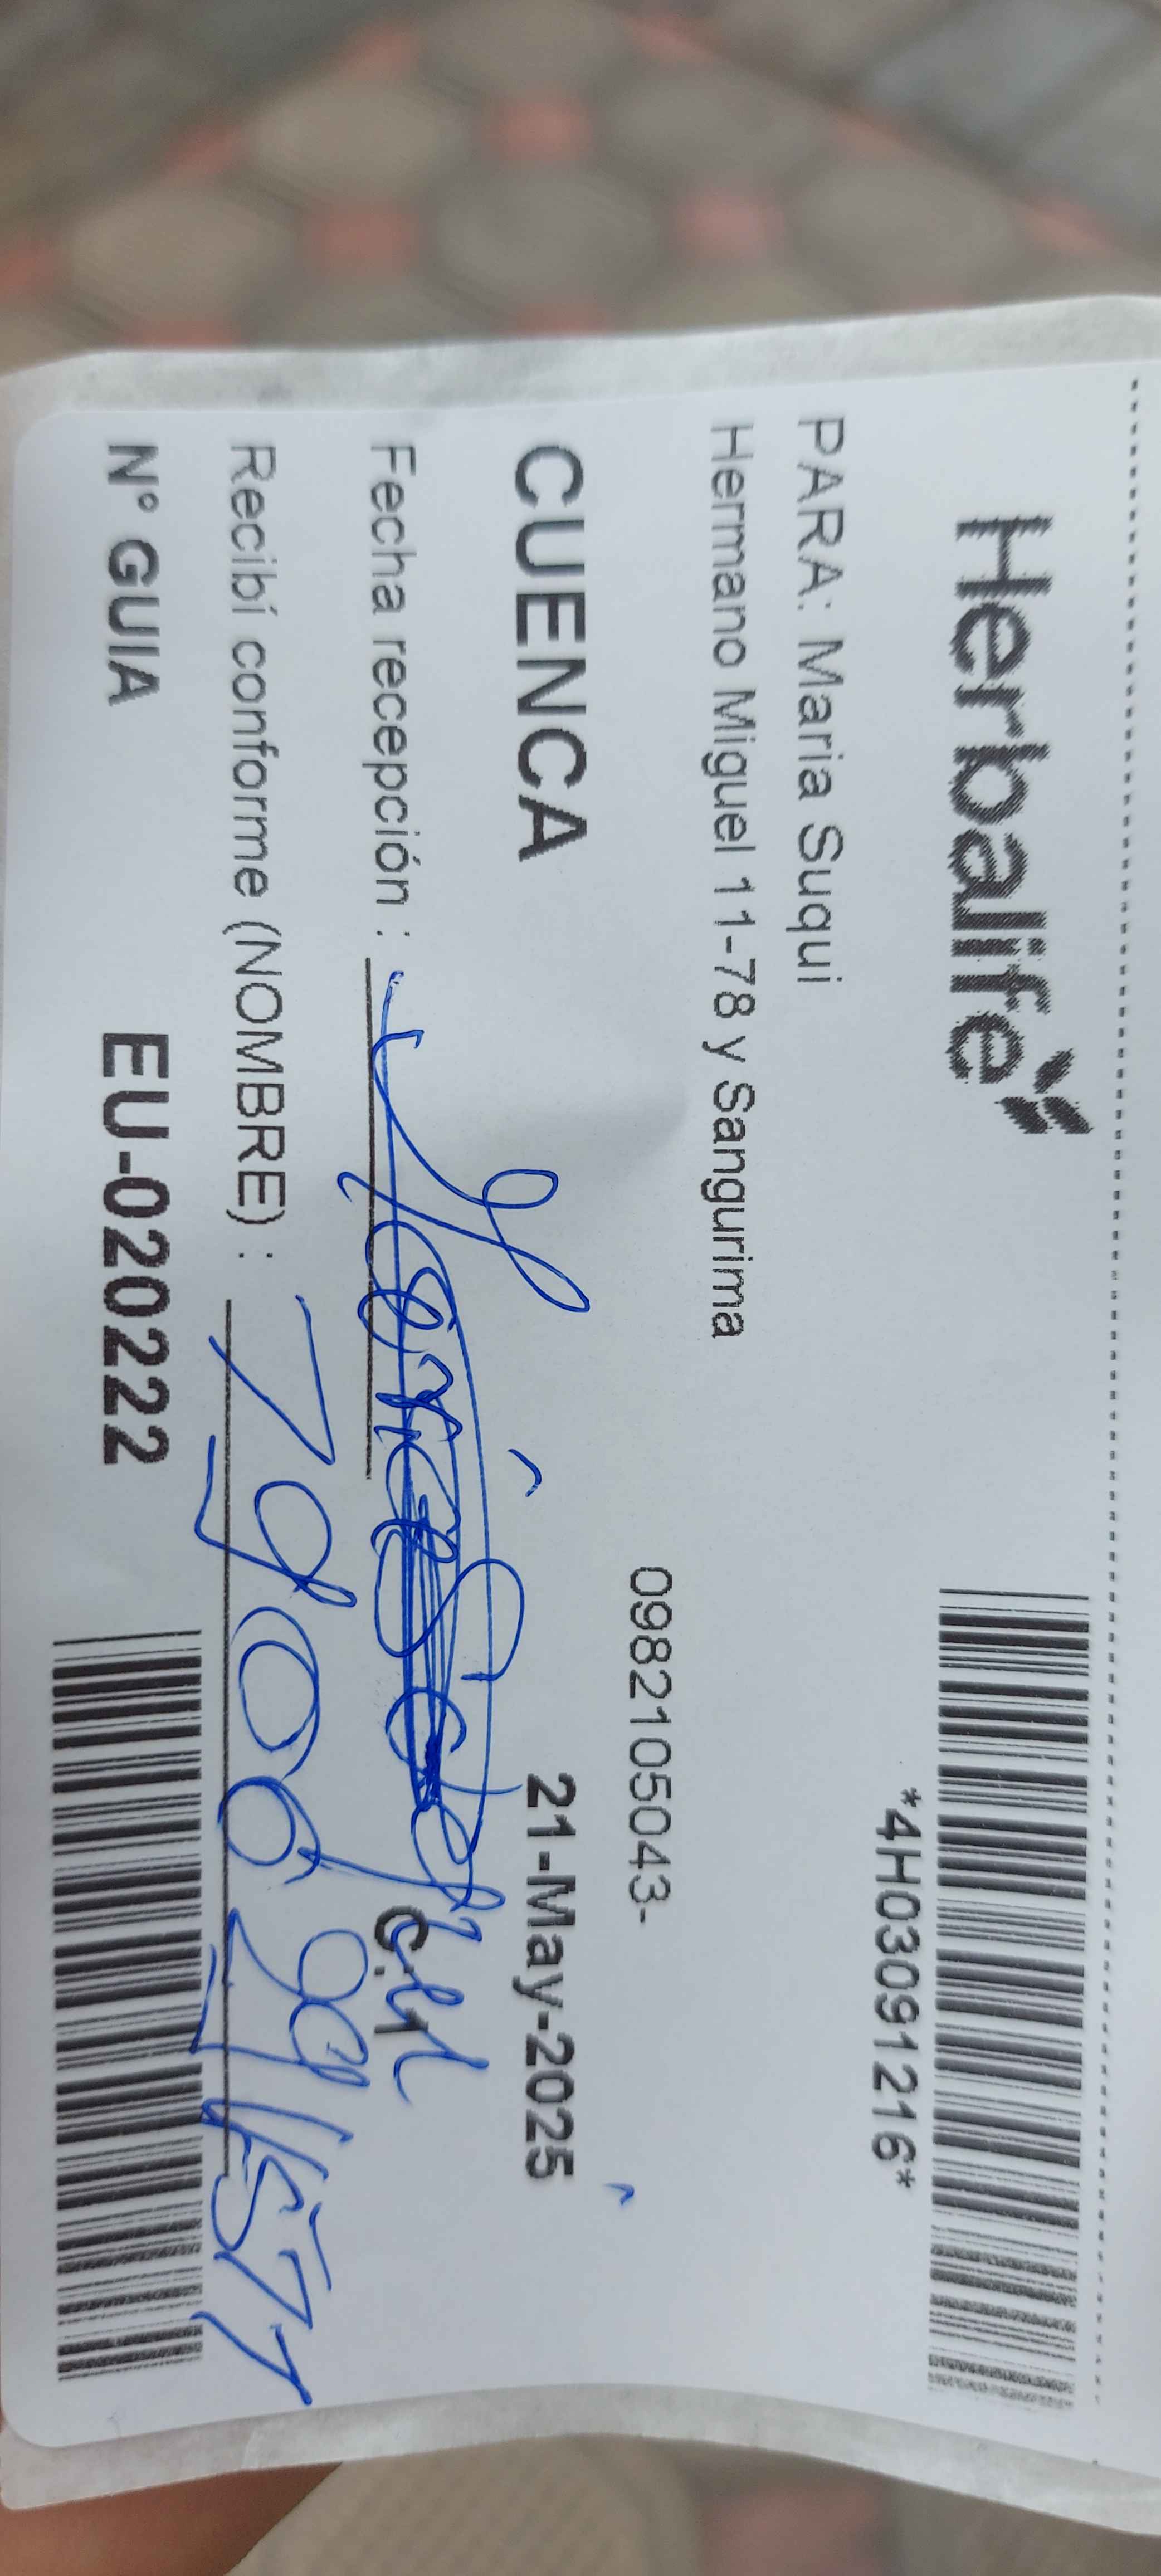 Herbalife
*4H03091216*
PARA: Maria Suqui
Hermano Miguel 11-78 y Sangurima
0982105043-
CUENCA
21-May-2025
Fecha recepción :
C.1
Recibí conforme (NOMBRE) :
N° GUIA
EU-020222